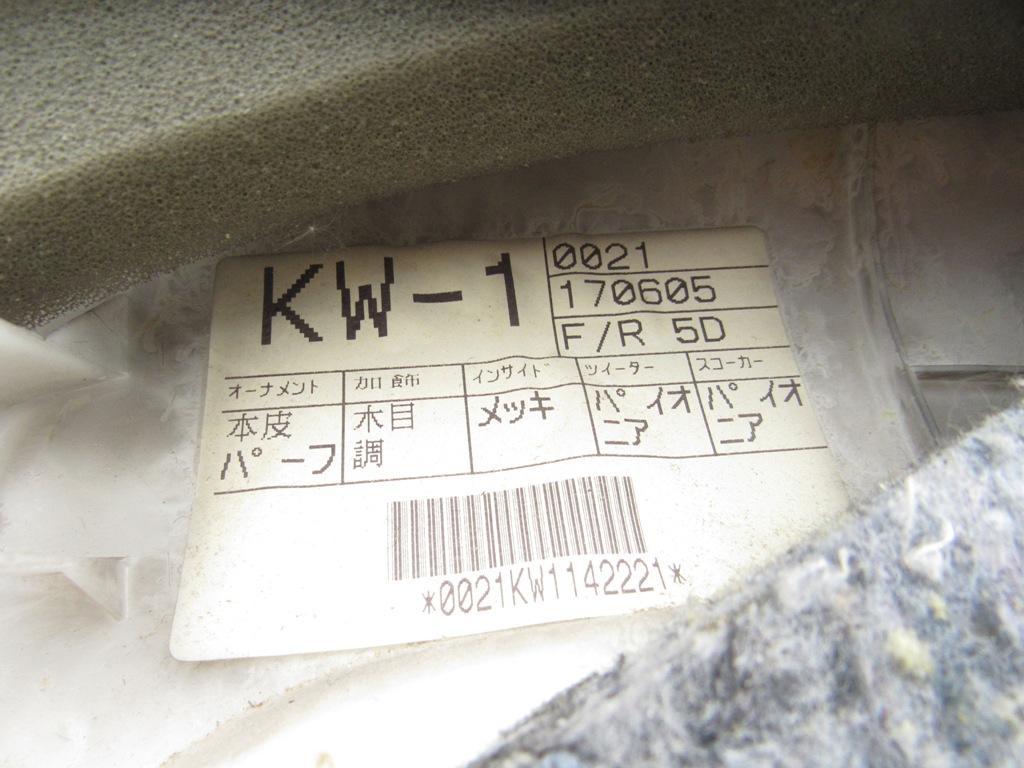 KW-1
0021
170605
F/R 5D
オーナメント 加飾 インサイド ツイーター スコーカー
本皮 木目 メッキ パイオ パイオ
パーフ 調 ニア ニア
*0021KW1142221*